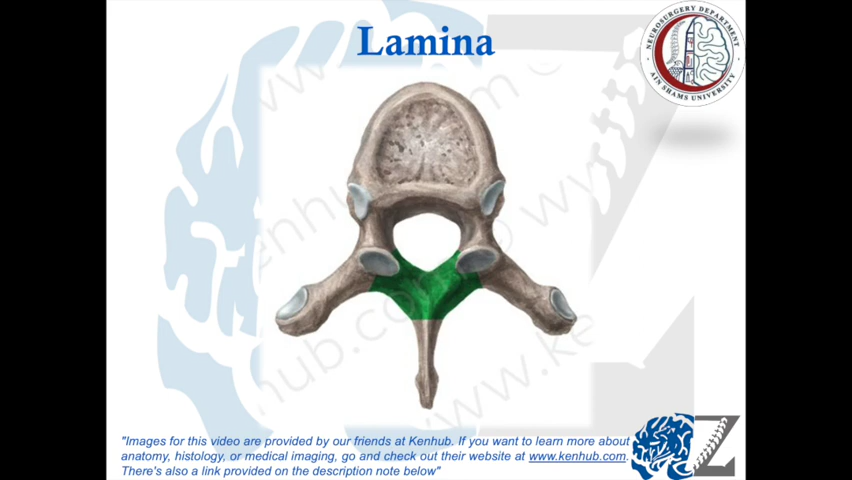 Lamina
NEUROSURGERY DEPARTMENT
AIN SHAMS UNIVERSITY
"Images for this video are provided by our friends at Kenhub. If you want to learn more about
anatomy, histology, or medical imaging, go and check out their website at www.kenhub.com.
There's also a link provided on the description note below"